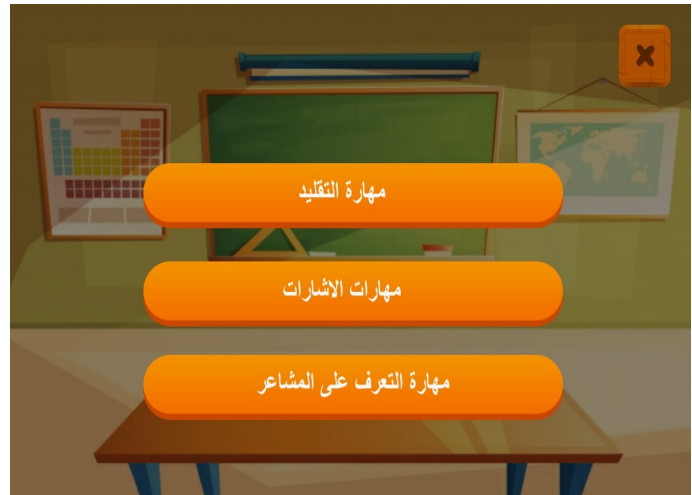 مهارة التقليد
مهارات الاشارات
مهارة التعرف على المشاعر